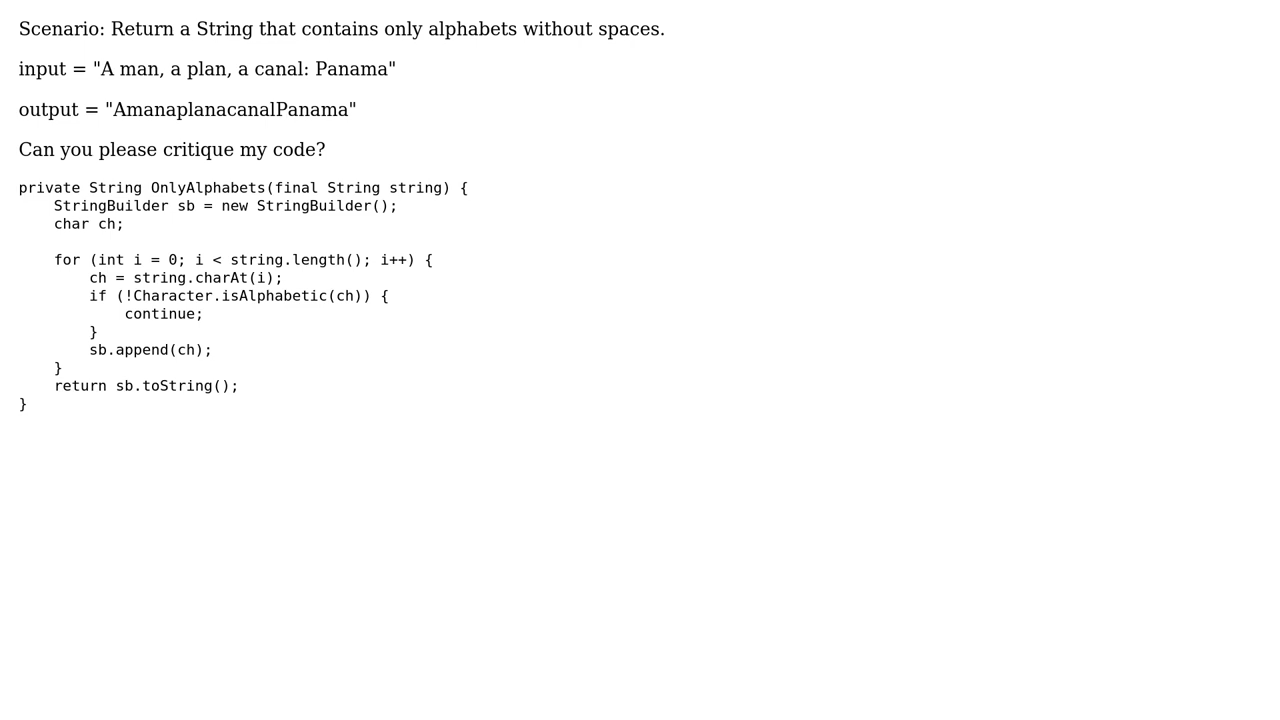 Scenario: Return a String that contains only alphabets without spaces.
input = "A man, a plan, a canal: Panama"
output = "AmanaplanacanalPanama"
Can you please critique my code?
private String OnlyAlphabets(final String string) {
    StringBuilder sb = new StringBuilder();
    char ch;

    for (int i = 0; i < string.length(); i++) {
        ch = string.charAt(i);
        if (!Character.isAlphabetic(ch)) {
            continue;
        }
        sb.append(ch);
    }
    return sb.toString();
}